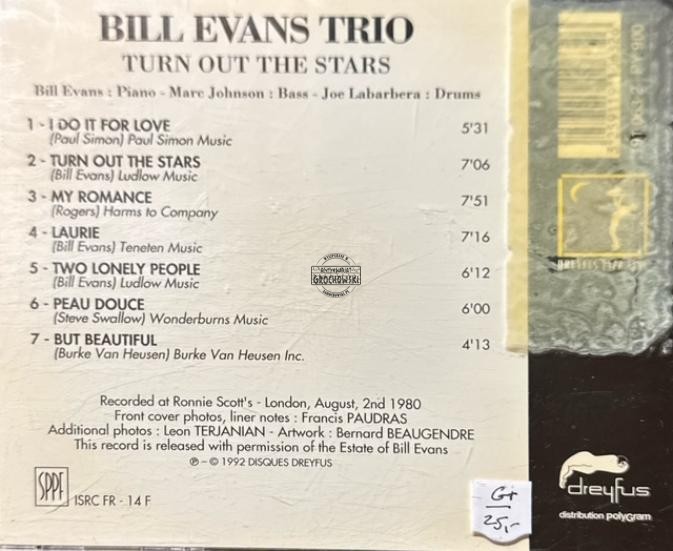 BILL EVANS TRIO
TURN OUT THE STARS
Bill Evans : Piano - Marc Johnson : Bass - Joe Labarbera : Drums
1 - I DO IT FOR LOVE 5'31
(Paul Simon) Paul Simon Music
2 - TURN OUT THE STARS 7'06
(Bill Evans) Ludlow Music
3 - MY ROMANCE 7'51
(Rogers) Harms to Company
4 - LAURIE 7'16
(Bill Evans) Teneten Music
5 - TWO LONELY PEOPLE 6'12
(Bill Evans) Ludlow Music
6 - PEAU DOUCE 6'00
(Steve Swallow) Wonderburns Music
7 - BUT BEAUTIFUL 4'13
(Burke Van Heusen) Burke Van Heusen Inc.
GROCHOWSKI
Recorded at Ronnie Scott's - London, August, 2nd 1980
Front cover photos, liner notes : Francis PAUDRAS
Additional photos : Leon TERJANIAN - Artwork : Bernard BEAUGENDRE
This record is released with permission of the Estate of Bill Evans
℗ - © 1992 DISQUES DREYFUS
SPPF
ISRC FR - 14 F
G+
25,-
dreyfus
distribution polyGram